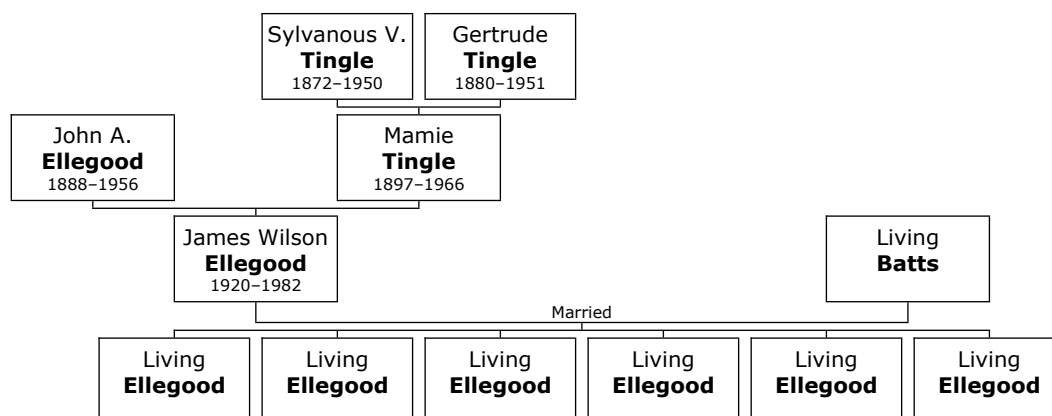 Sylvanous V.
Tingle
1872–1950
Gertrude
Tingle
1880–1951
John A.
Ellegood
1888–1956
Mamie
Tingle
1897–1966
James Wilson
Ellegood
1920–1982
Living
Batts
Married
Living
Ellegood
Living
Ellegood
Living
Ellegood
Living
Ellegood
Living
Ellegood
Living
Ellegood